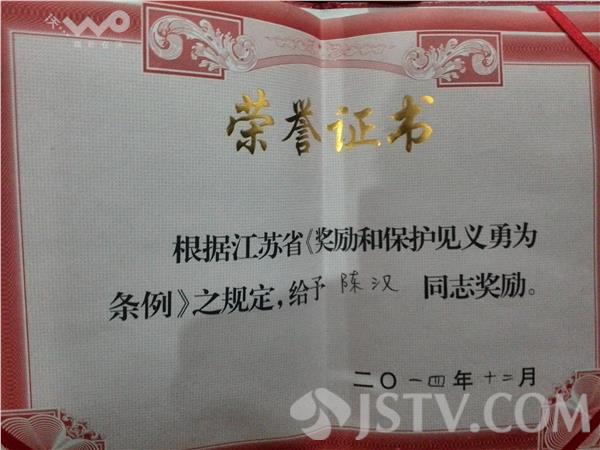 荣誉证书
根据江苏省《奖励和保护见义勇为
条例》之规定，给予 陈汉 同志奖励。
二〇一四年十二月
JSTV.COM